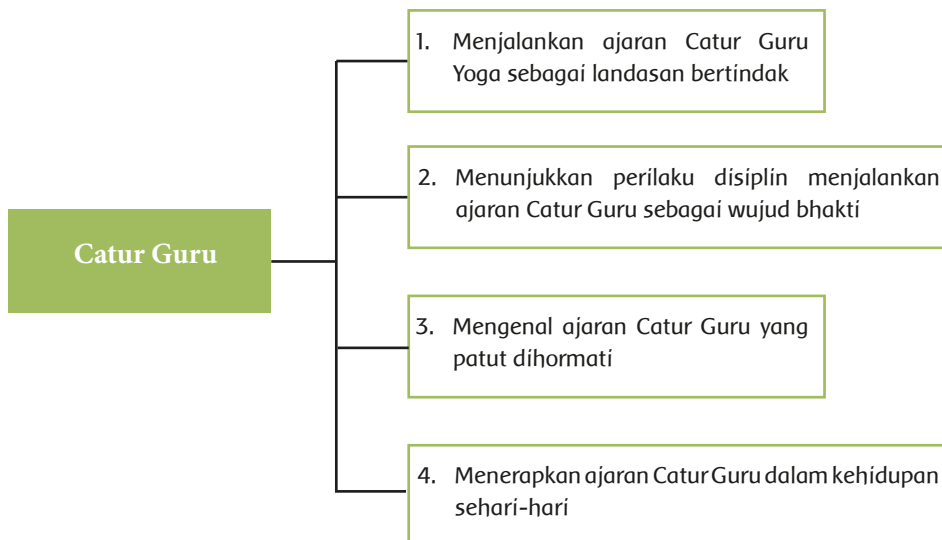 1. Menjalankan ajaran Catur Guru
Yoga sebagai landasan bertindak
2. Menunjukkan perilaku disiplin menjalankan
ajaran Catur Guru sebagai wujud bhakti
Catur Guru
3. Mengenal ajaran Catur Guru yang
patut dihormati
4. Menerapkan ajaran Catur Guru dalam kehidupan
sehari-hari